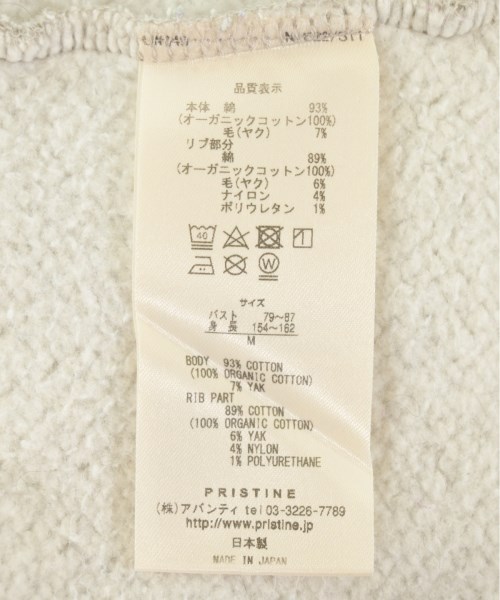 品質表示
本体 綿 93%
(オーガニックコットン100%)
毛(ヤク) 7%
リブ部分
綿 89%
(オーガニックコットン100%)
毛(ヤク) 6%
ナイロン 4%
ポリウレタン 1%
40
W
サイズ
バスト 79~87
身 長 154~162
M
BODY 93% COTTON
(100% ORGANIC COTTON)
7% YAK
RIB PART
89% COTTON
(100% ORGANIC COTTON)
6% YAK
4% NYLON
1% POLYURETHANE
PRISTINE
(株)アバンティ tel 03-3226-7789
http://www.pristine.jp
日本製
MADE IN JAPAN